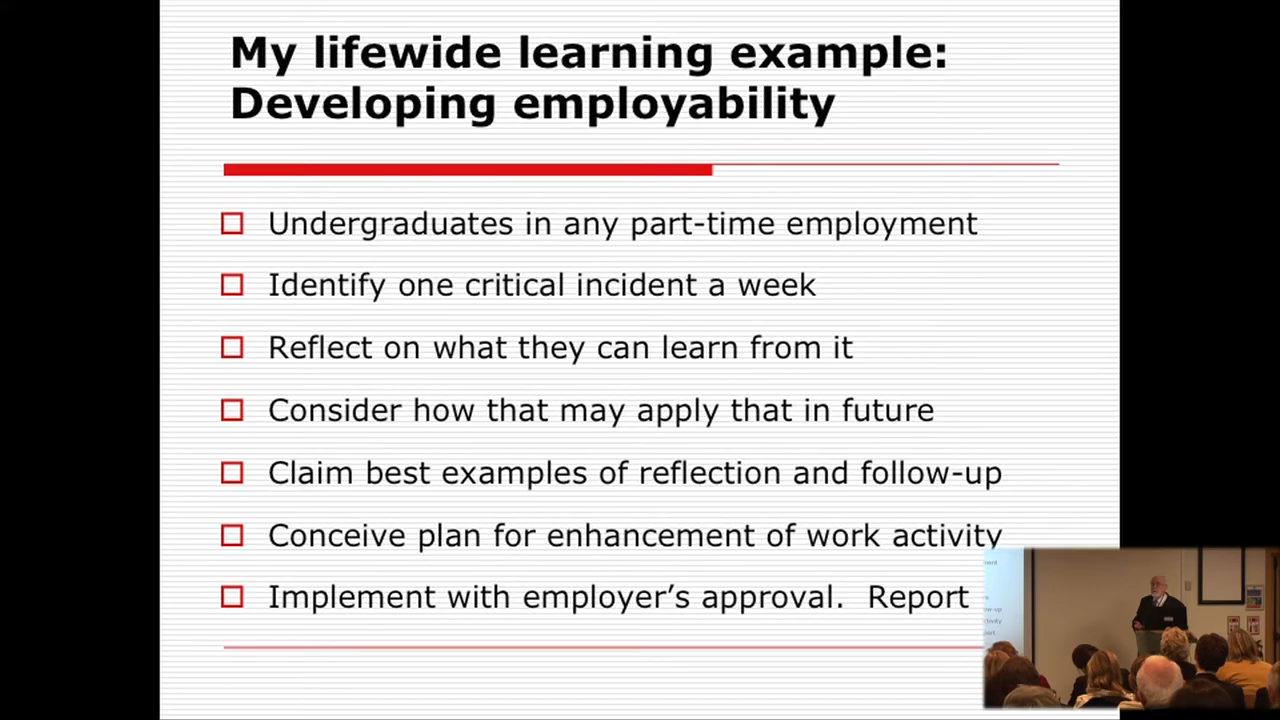 My lifewide learning example:
Developing employability
Undergraduates in any part-time employment
Identify one critical incident a week
Reflect on what they can learn from it
Consider how that may apply that in future
Claim best examples of reflection and follow-up
Conceive plan for enhancement of work activity
Implement with employer’s approval.  Report